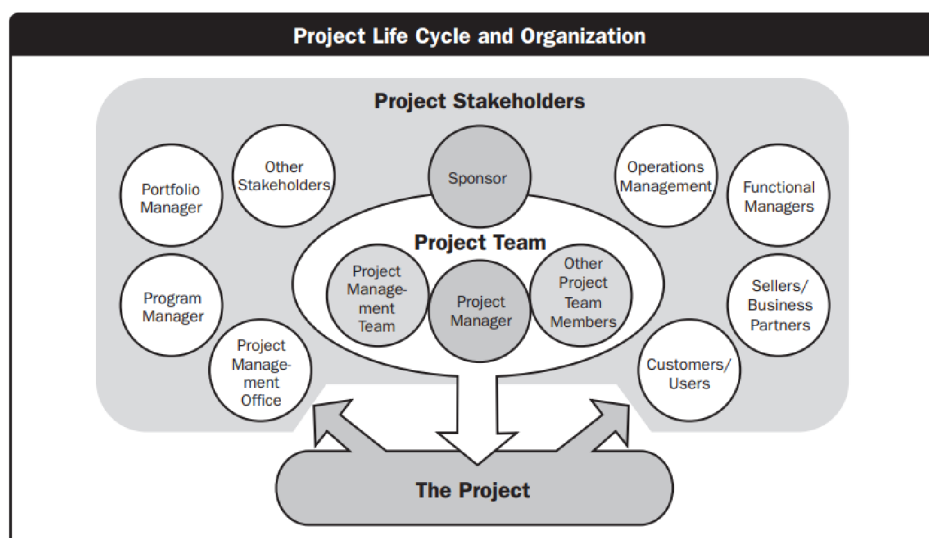 Project Life Cycle and Organization
Project Stakeholders
Portfolio
Manager
Other
Stakeholders
Sponsor
Operations
Management
Functional
Managers
Program
Manager
Project
Manage-
ment
Office
Project Team
Project
Manage-
ment
Team
Project
Manager
Other
Project
Team
Members
Sellers/
Business
Partners
Customers/
Users
The Project